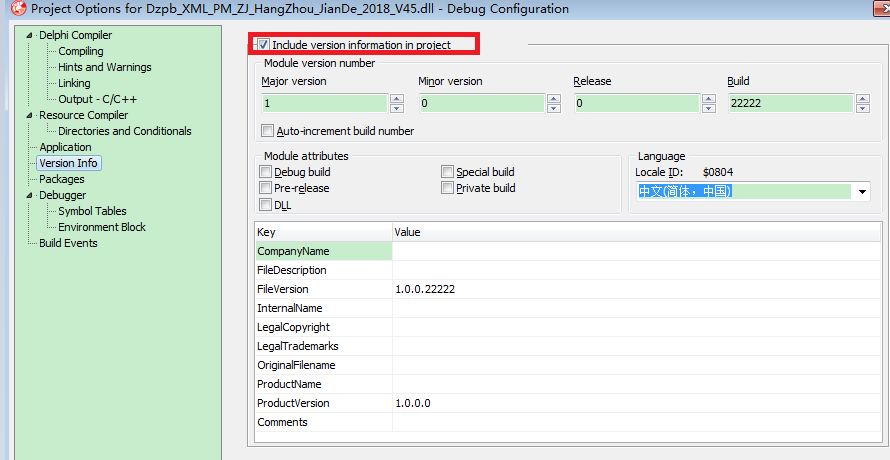 Project Options for Dzpb_XML_PM_ZJ_HangZhou_JianDe_2018_V45.dll - Debug Configuration
Delphi Compiler
Compiling
Hints and Warnings
Linking
Output - C/C++
Resource Compiler
Directories and Conditionals
Application
Version Info
Packages
Debugger
Symbol Tables
Environment Block
Build Events
Include version information in project
Module version number
Major version Minor version Release Build
1 0 0 22222
Auto-increment build number
Module attributes
Debug build Special build
Pre-release Private build
DLL
Language
Locale ID: $0804
中文(简体，中国)
Key Value
CompanyName
FileDescription
FileVersion 1.0.0.22222
InternalName
LegalCopyright
LegalTrademarks
OriginalFilename
ProductName
ProductVersion 1.0.0.0
Comments